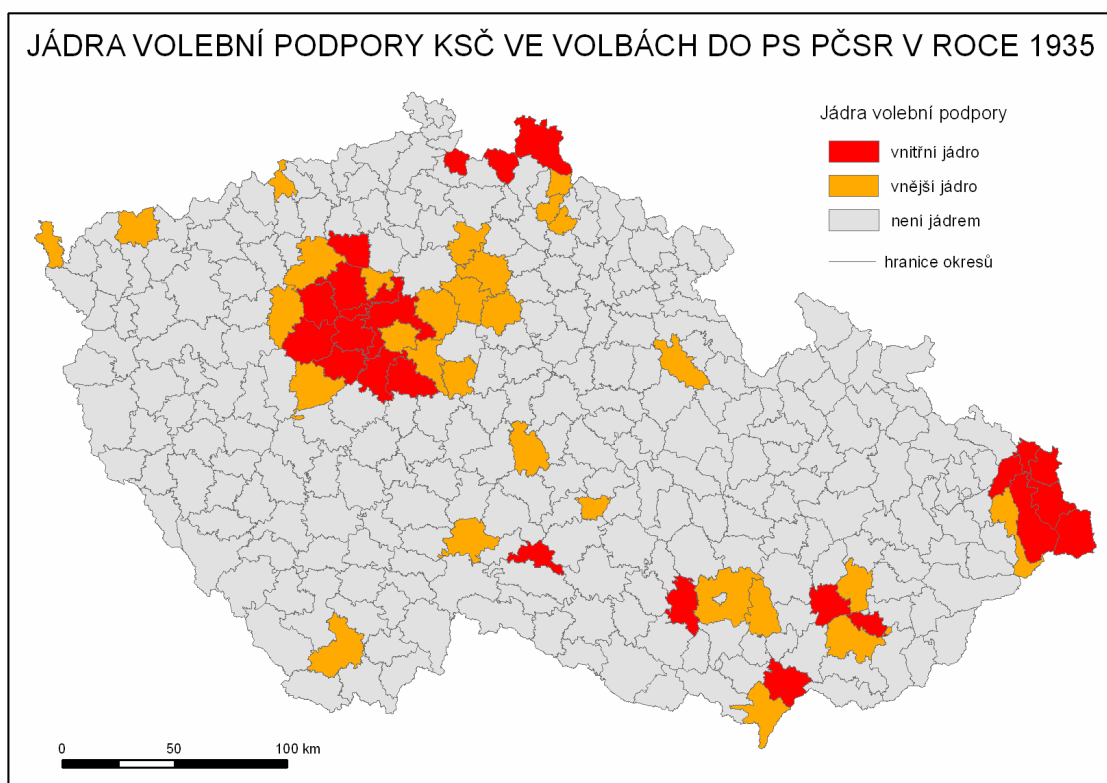 JÁDRA VOLEBNÍ PODPORY KSČ VE VOLBÁCH DO PS PČSR V ROCE 1935
Jádra volební podpory
vnitřní jádro
vnější jádro
není jádrem
hranice okresů
0 50 100 km